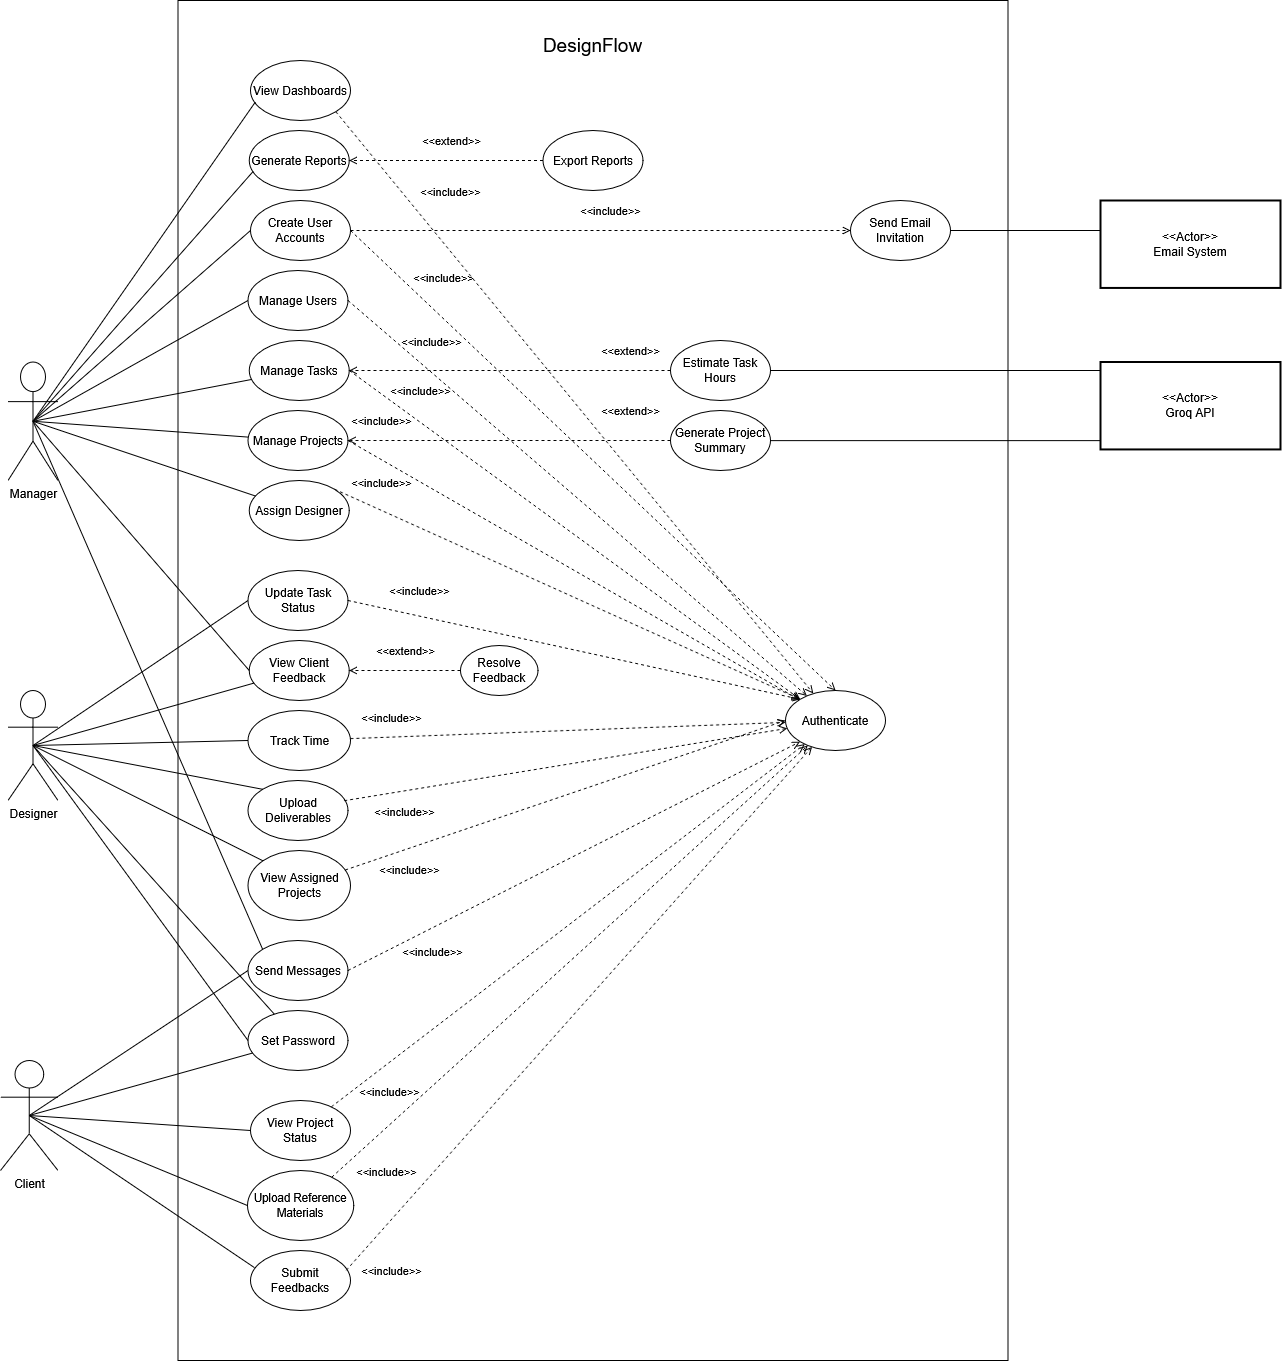 DesignFlow
View Dashboards
<<extend>>
Generate Reports
Export Reports
<<include>>
<<include>>
Create User
Accounts
Send Email
Invitation
<<Actor>>
Email System
<<include>>
Manage Users
<<include>>
<<extend>>
Manage Tasks
Estimate Task
Hours
<<include>>
<<Actor>>
Groq API
<<extend>>
<<include>>
Manage Projects
Generate Project
Summary
<<include>>
Manager
Assign Designer
Update Task
Status
<<include>>
View Client
Feedback
<<extend>>
Resolve
Feedback
<<include>>
Track Time
Authenticate
Upload
Deliverables
<<include>>
Designer
View Assigned
Projects
<<include>>
<<include>>
Send Messages
Set Password
<<include>>
View Project
Status
<<include>>
Client
Upload Reference
Materials
Submit
Feedbacks
<<include>>